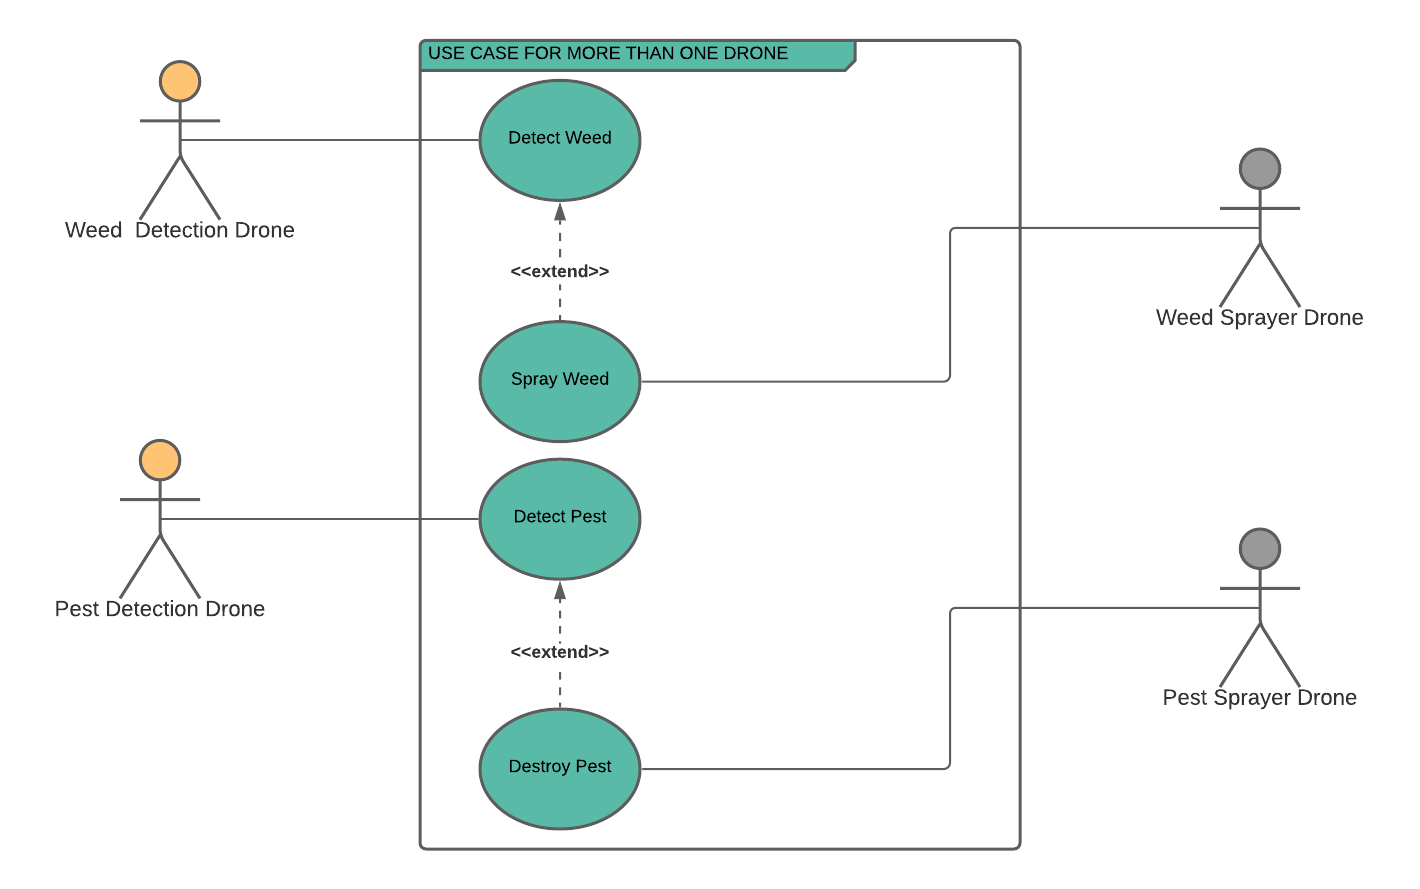 USE CASE FOR MORE THAN ONE DRONE
Detect Weed
Weed  Detection Drone
<<extend>>
Weed Sprayer Drone
Spray Weed
Detect Pest
Pest Detection Drone
<<extend>>
Pest Sprayer Drone
Destroy Pest